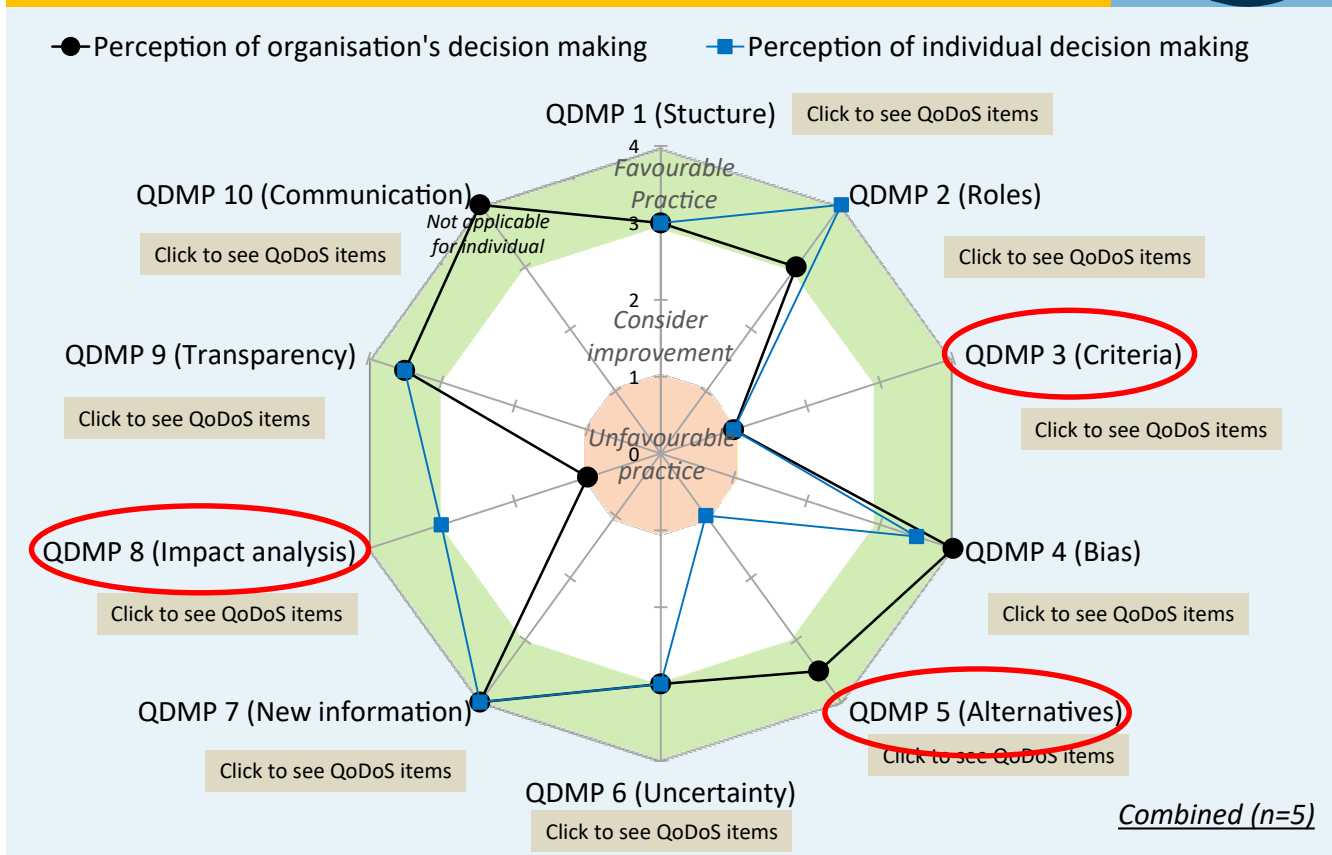 Perception of organisation's decision making
Perception of individual decision making
QDMP 1 (Stucture)
Click to see QoDoS items
4
Favourable
Practice
QDMP 10 (Communication)
QDMP 2 (Roles)
Not applicable
for individual
3
Click to see QoDoS items
Click to see QoDoS items
2
Consider
improvement
QDMP 9 (Transparency)
QDMP 3 (Criteria)
1
Click to see QoDoS items
Click to see QoDoS items
Unfavourable
0
practice
QDMP 8 (Impact analysis)
QDMP 4 (Bias)
Click to see QoDoS items
Click to see QoDoS items
QDMP 7 (New information)
QDMP 5 (Alternatives)
Click to see QoDoS items
Click to see QoDoS items
QDMP 6 (Uncertainty)
Click to see QoDoS items
Combined (n=5)